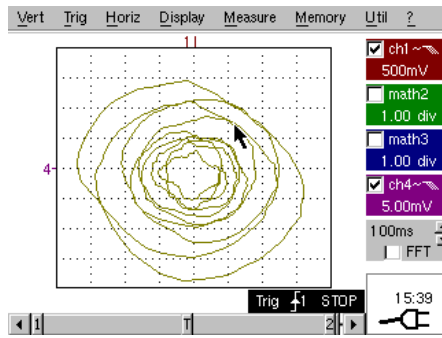 Vert Trig Horiz Display Measure Memory Util ?
1
ch1~
500mV
math2
1.00 div
math3
1.00 div
4
ch4~
5.00mV
100ms
FFT
Trig 1 STOP
15:39
1 T 2